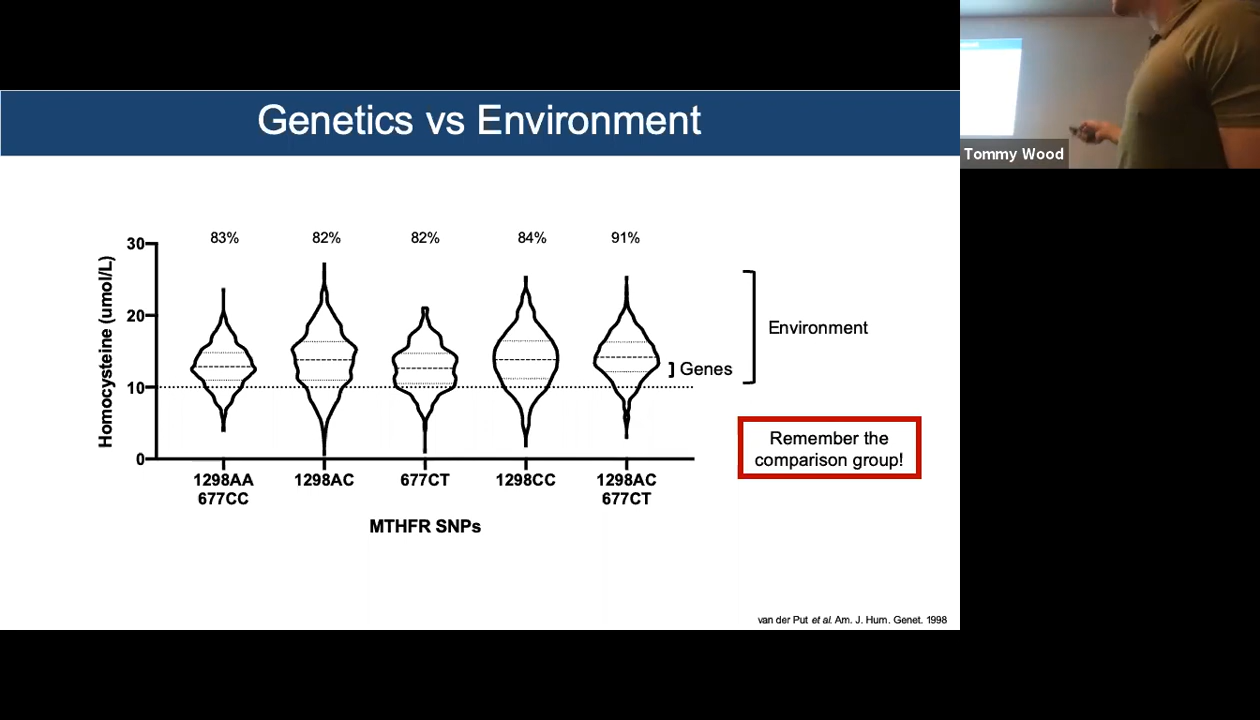 Genetics vs Environment
Tommy Wood
83%
82%
82%
84%
91%
30
20
10
0
Homocysteine (umol/L)
Environment
Genes
Remember the
comparison group!
1298AA
677CC
1298AC
677CT
1298CC
1298AC
677CT
MTHFR SNPs
van der Put et al. Am. J. Hum. Genet. 1998